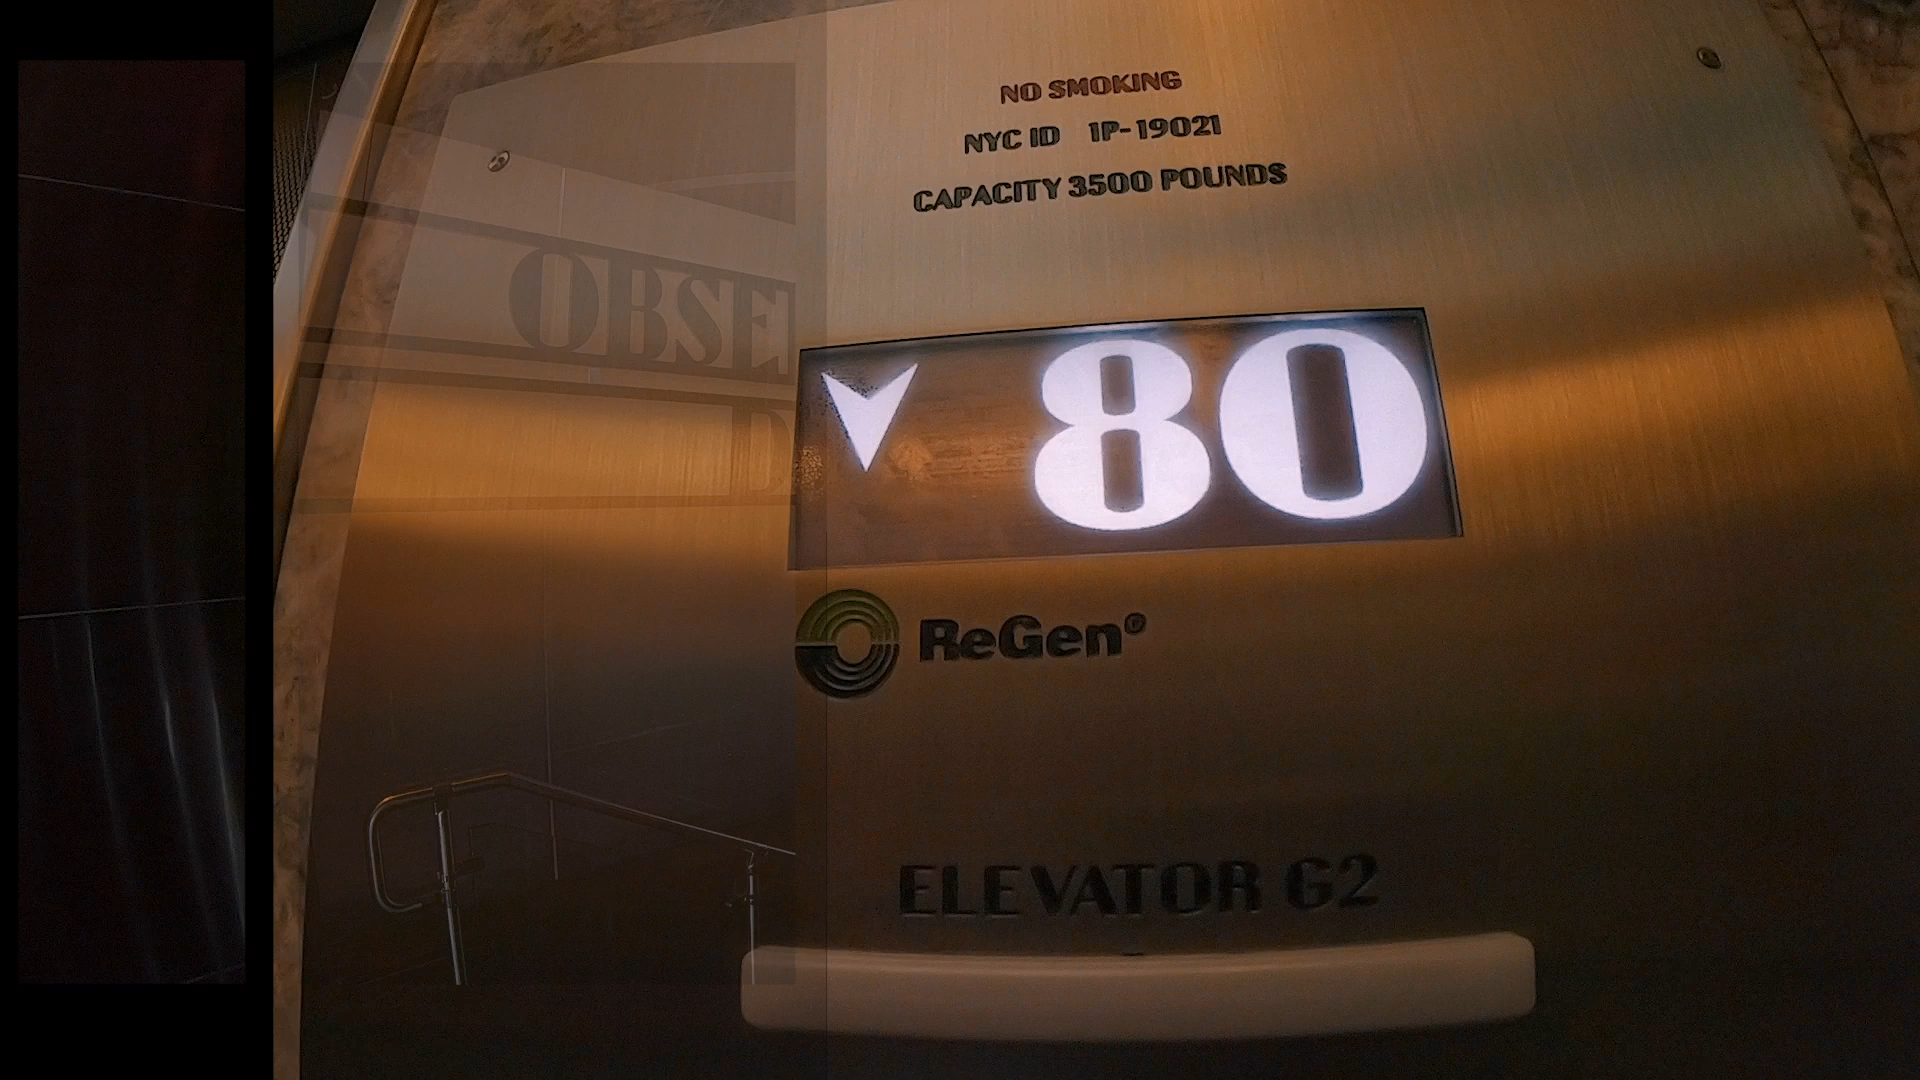 NO SMOKING
NYC ID 1P-19021
CAPACITY 3500 POUNDS
OBSE
D
80
ReGen®
ELEVATOR G2